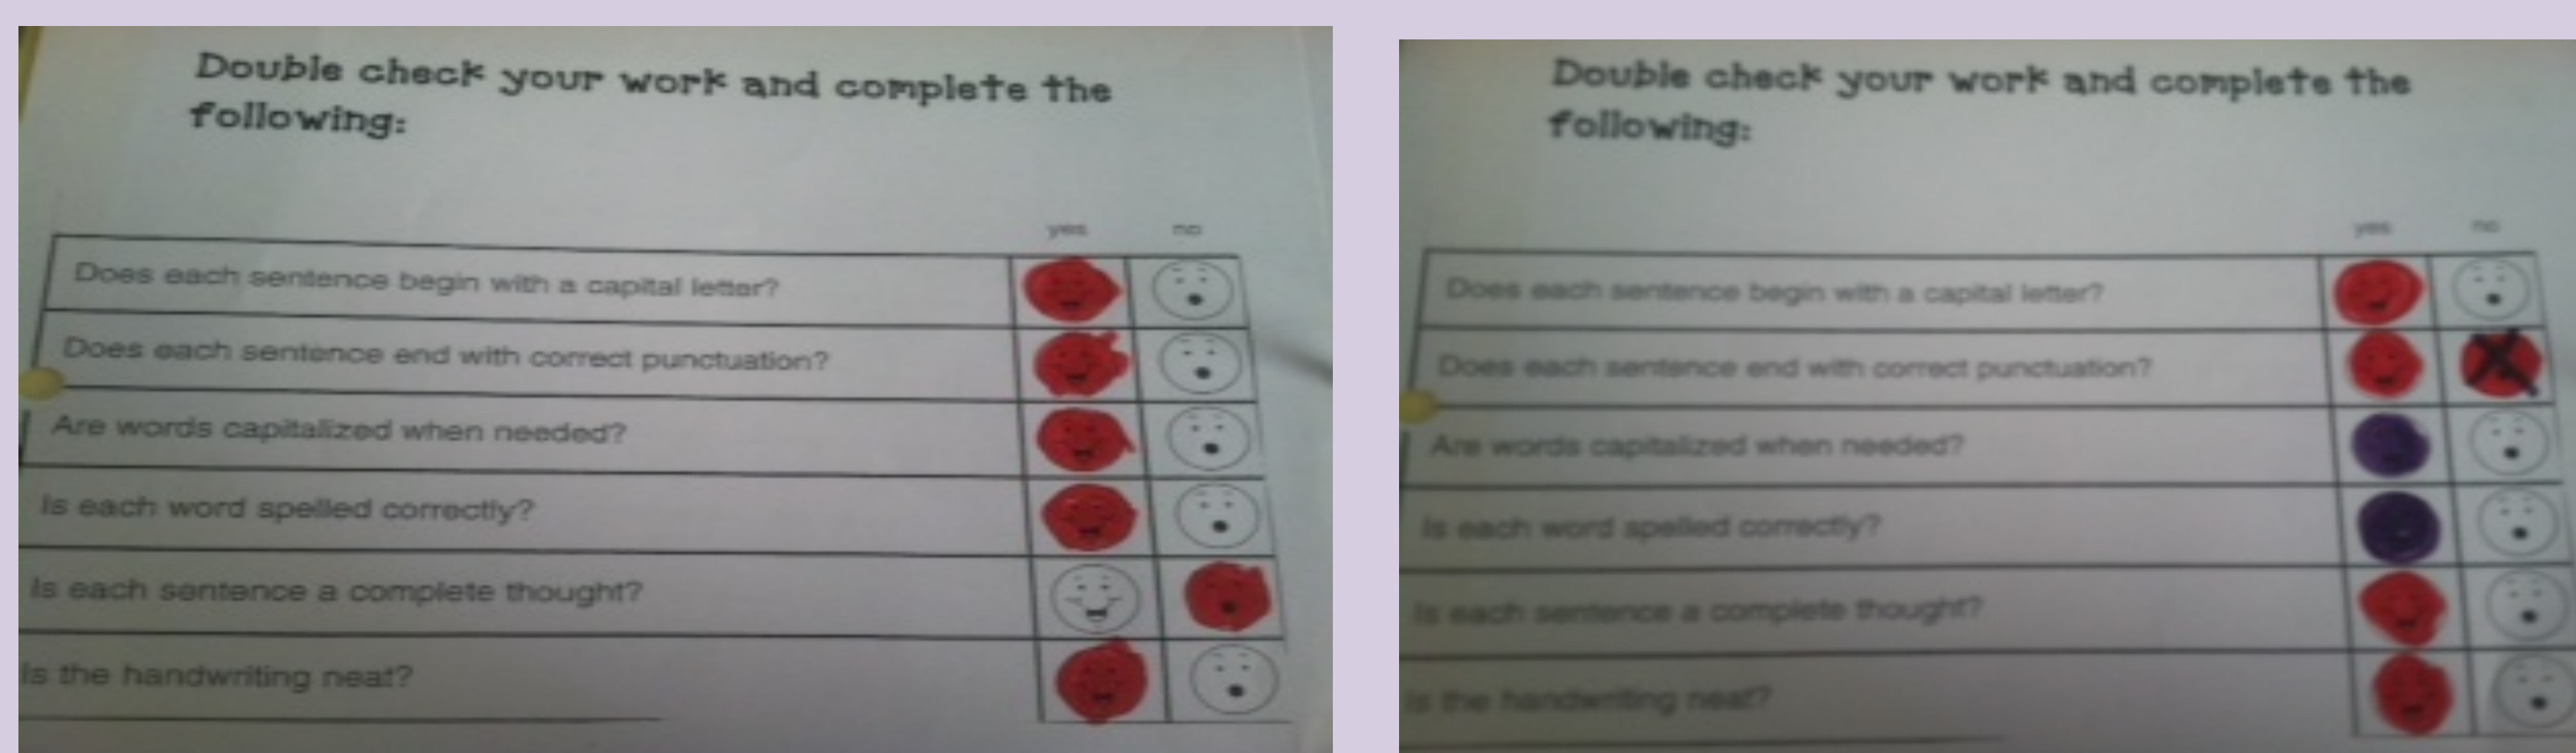 Double check your work and complete the
following:
yes no
Does each sentence begin with a capital letter?
Does each sentence end with correct punctuation?
Are words capitalized when needed?
Is each word spelled correctly?
Is each sentence a complete thought?
Is the handwriting neat?
Double check your work and complete the
following:
yes no
Does each sentence begin with a capital letter?
Does each sentence end with correct punctuation?
Are words capitalized when needed?
Is each word spelled correctly?
Is each sentence a complete thought?
Is the handwriting neat?